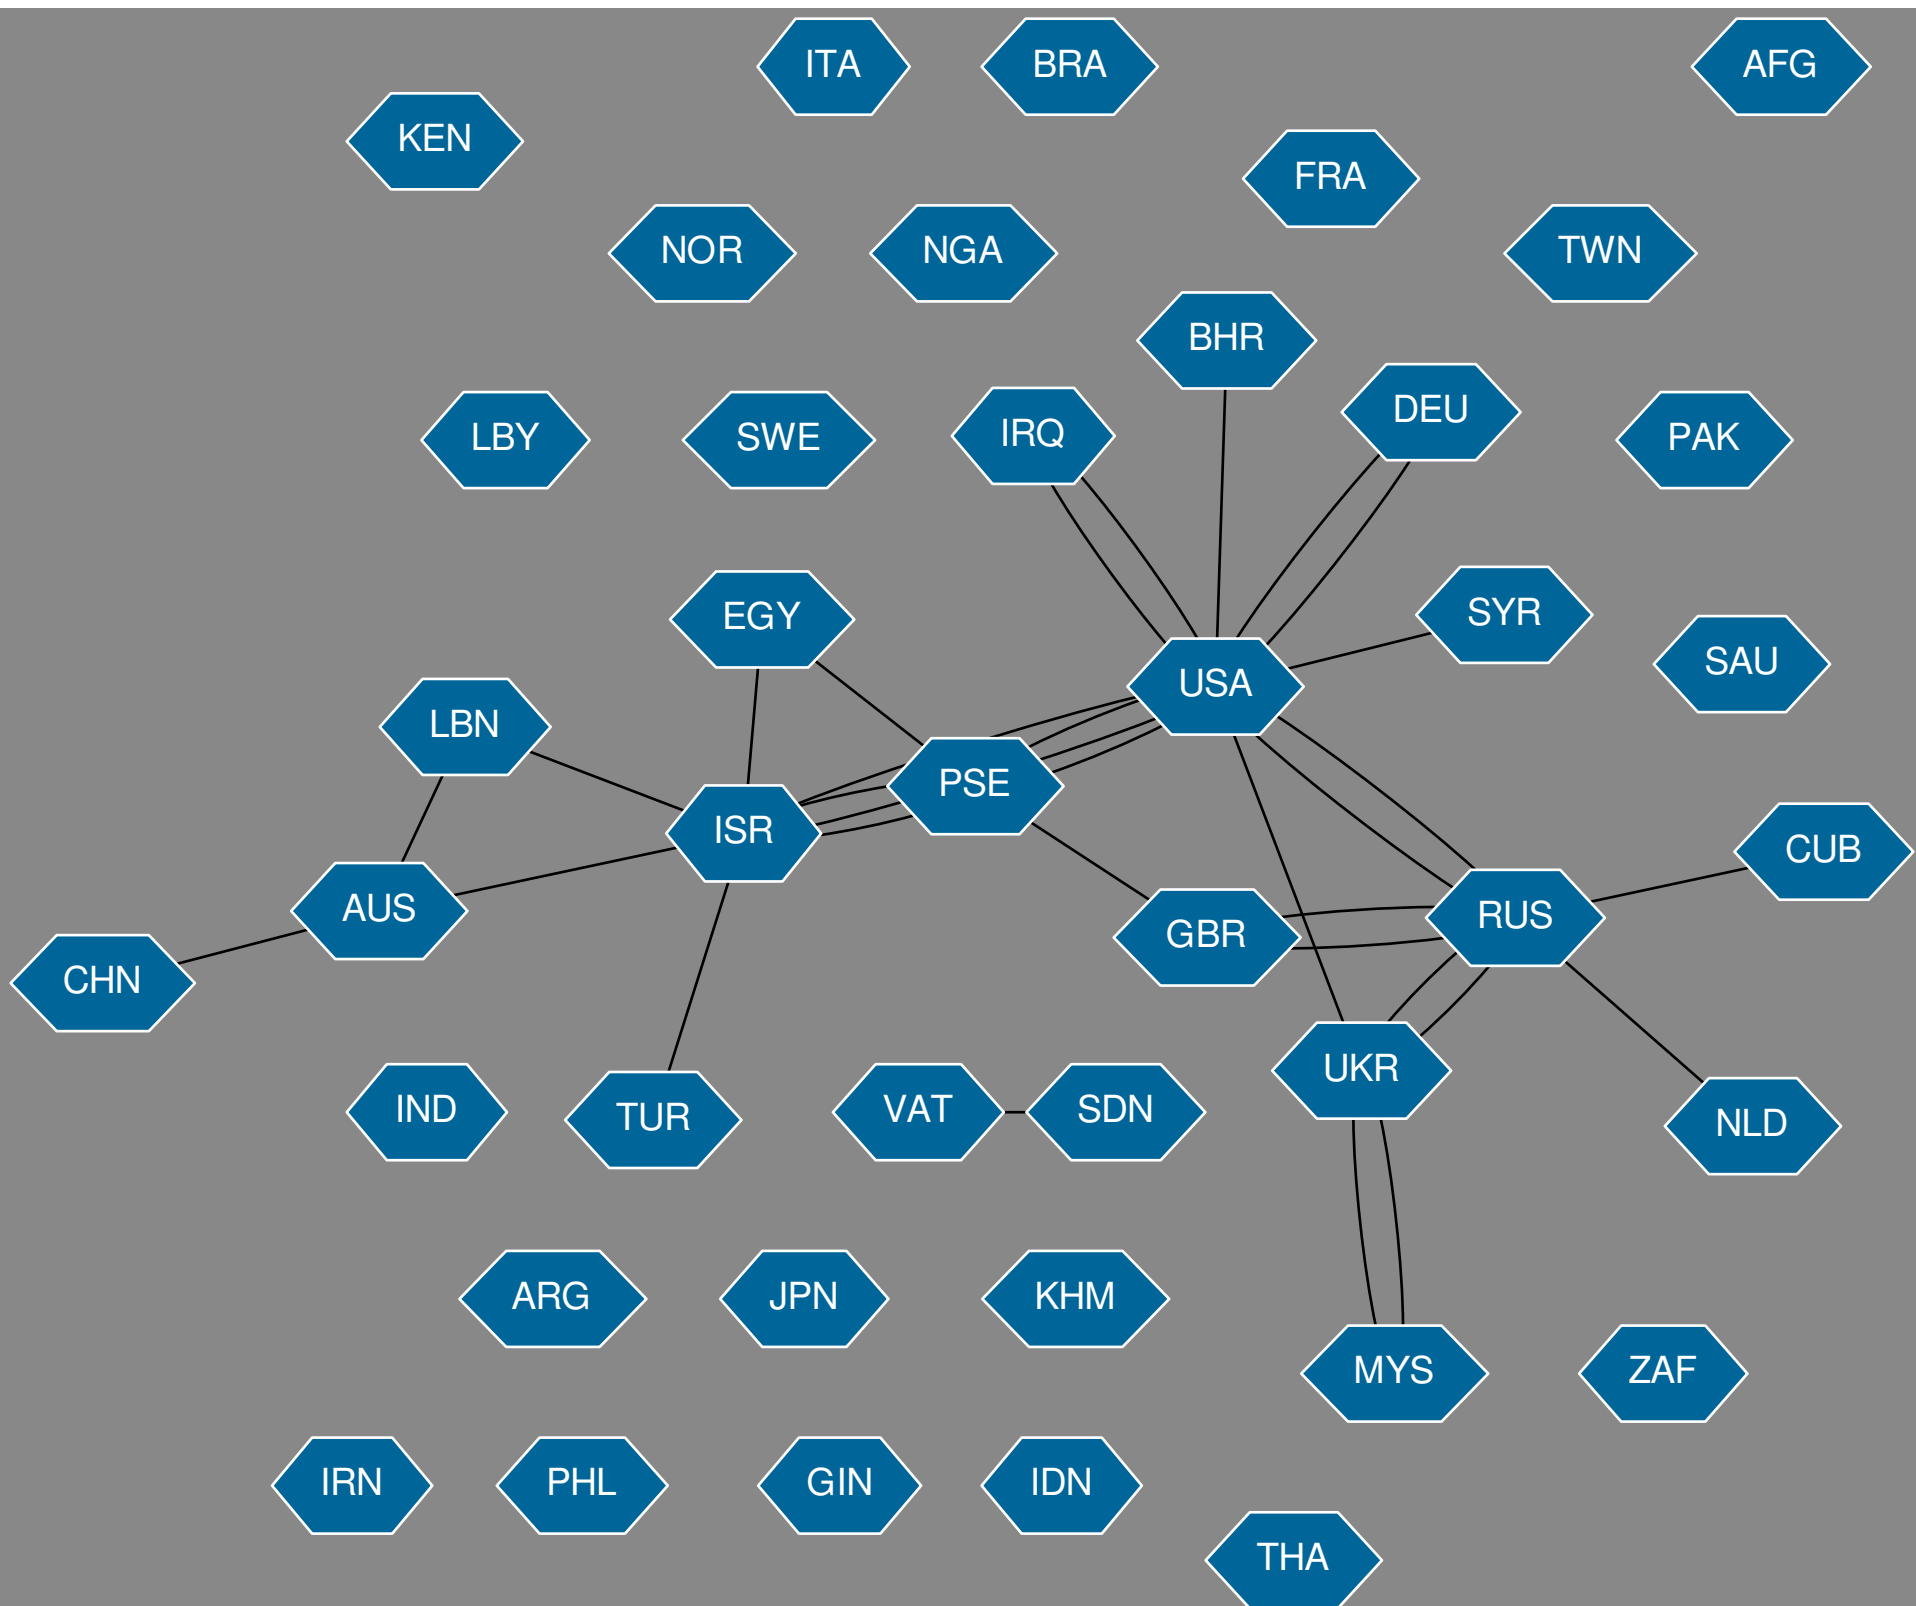 ITA
BRA
AFG
KEN
FRA
NOR
NGA
TWN
BHR
DEU
LBY
SWE
IRQ
PAK
EGY
SYR
SAU
USA
LBN
PSE
ISR
CUB
AUS
GBR
RUS
CHN
UKR
IND
TUR
VAT
SDN
NLD
ARG
JPN
KHM
MYS
ZAF
IRN
PHL
GIN
IDN
THA